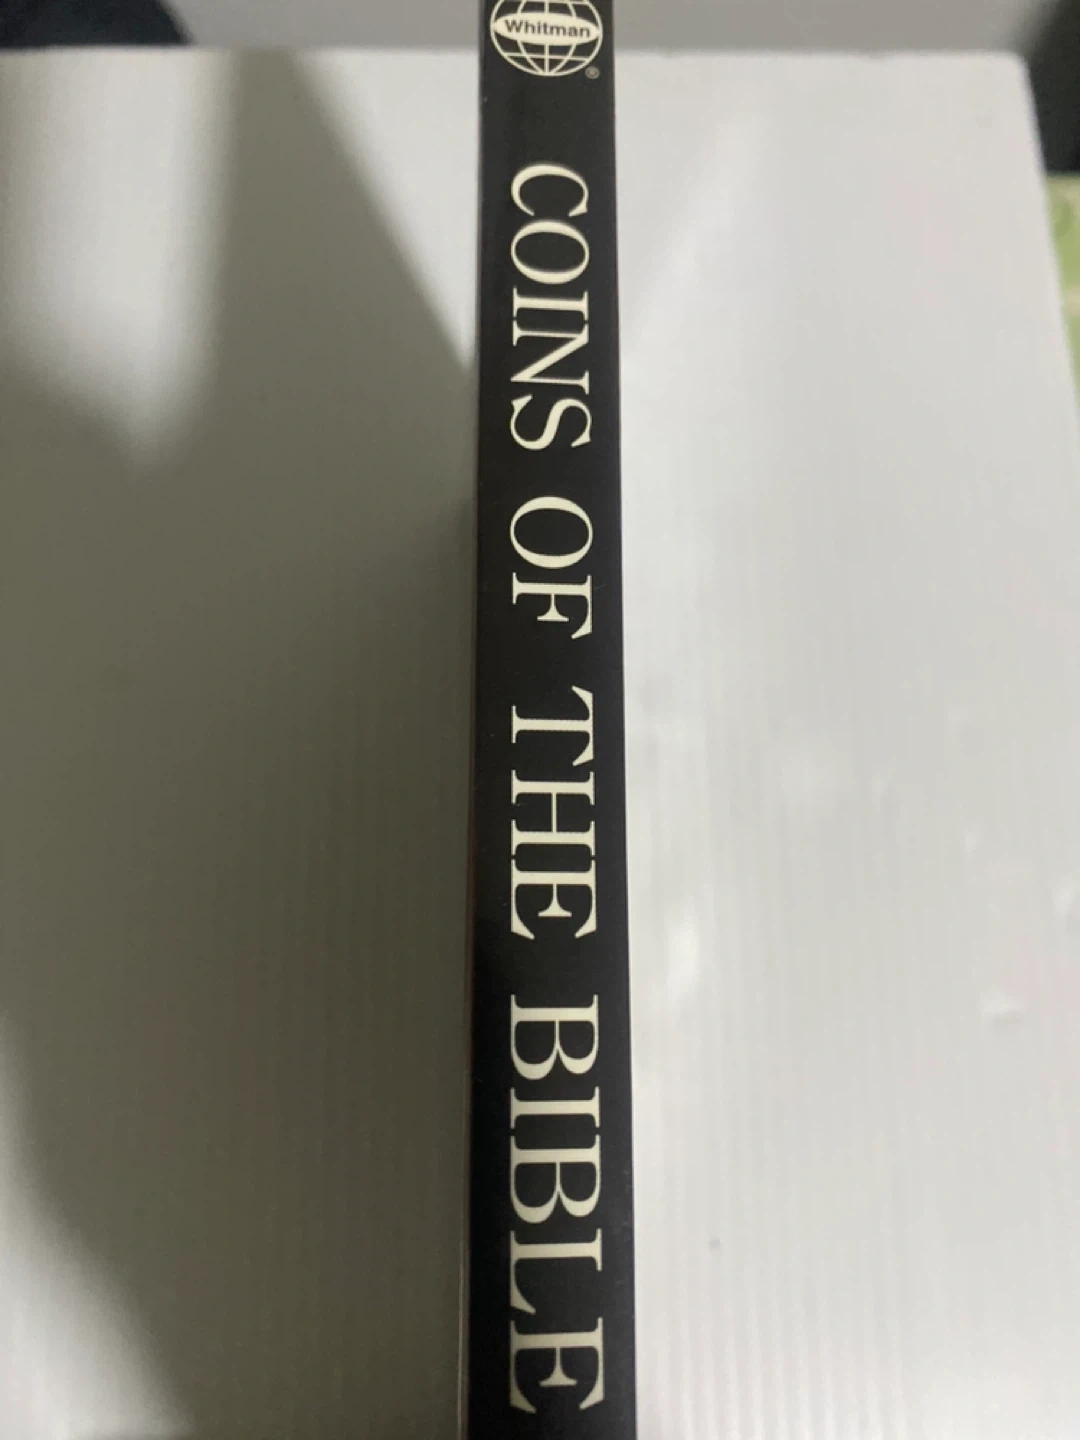 Whitman
®
COINS OF THE BIBLE